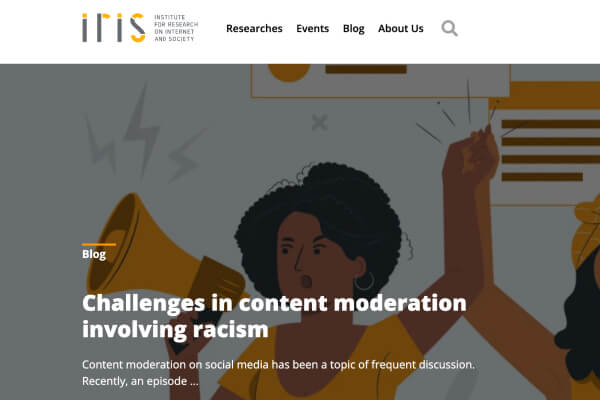 iris
INSTITUTE
FOR RESEARCH
ON INTERNET
AND SOCIETY
Researches Events Blog About Us
Blog
Challenges in content moderation
involving racism
Content moderation on social media has been a topic of frequent discussion.
Recently, an episode ...